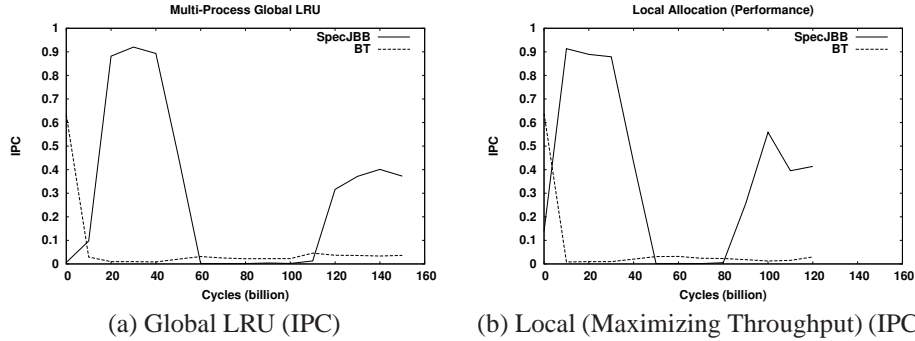 Multi-Process Global LRU
1
SpecJBB
BT
0.9
0.8
0.7
0.6
0.5
0.4
0.3
0.2
0.1
0
IPC
0 20 40 60 80 100 120 140 160
Cycles (billion)
(a) Global LRU (IPC)
Local Allocation (Performance)
1
SpecJBB
BT
0.9
0.8
0.7
0.6
0.5
0.4
0.3
0.2
0.1
0
IPC
0 20 40 60 80 100 120 140 160
Cycles (billion)
(b) Local (Maximizing Throughput) (IPC